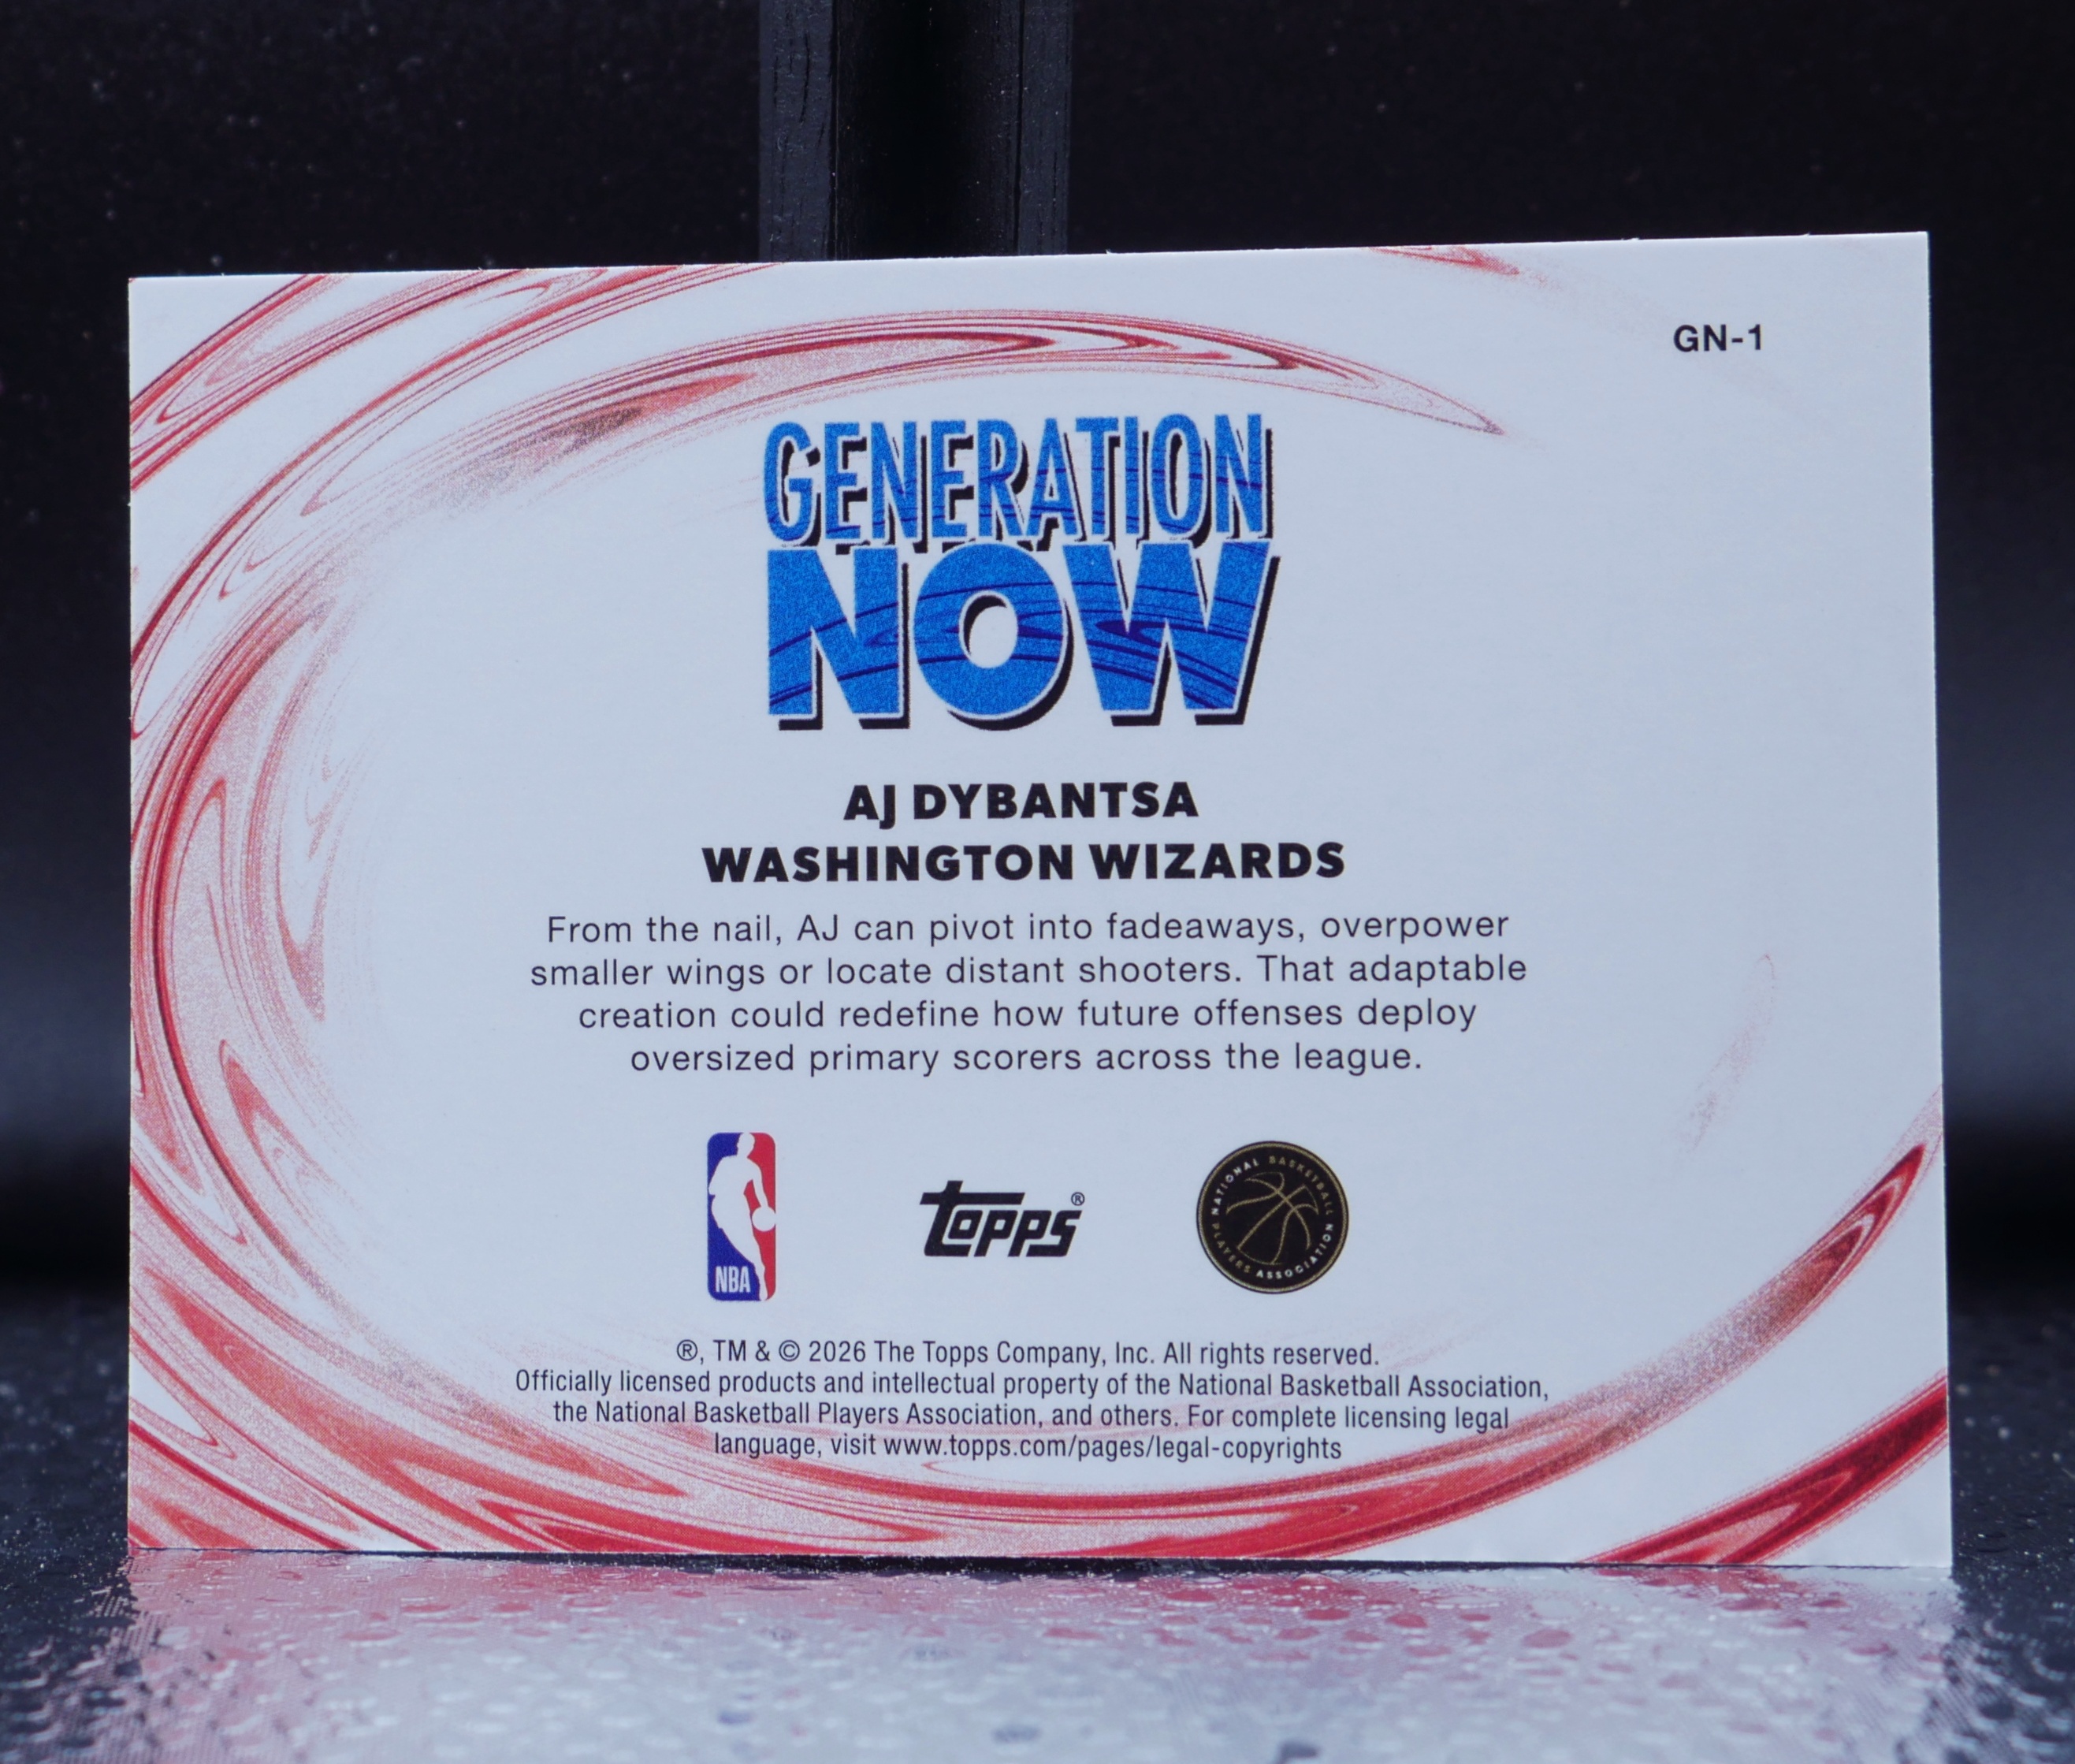 GN-1
GENERATION
NOW
AJ DYBANTSA
WASHINGTON WIZARDS
From the nail, AJ can pivot into fadeaways, overpower
smaller wings or locate distant shooters. That adaptable
creation could redefine how future offenses deploy
oversized primary scorers across the league.
NBA
topps®
NATIONAL BASKETBALL
PLAYERS ASSOCIATION
®, TM & © 2026 The Topps Company, Inc. All rights reserved.
Officially licensed products and intellectual property of the National Basketball Association,
the National Basketball Players Association, and others. For complete licensing legal
language, visit www.topps.com/pages/legal-copyrights